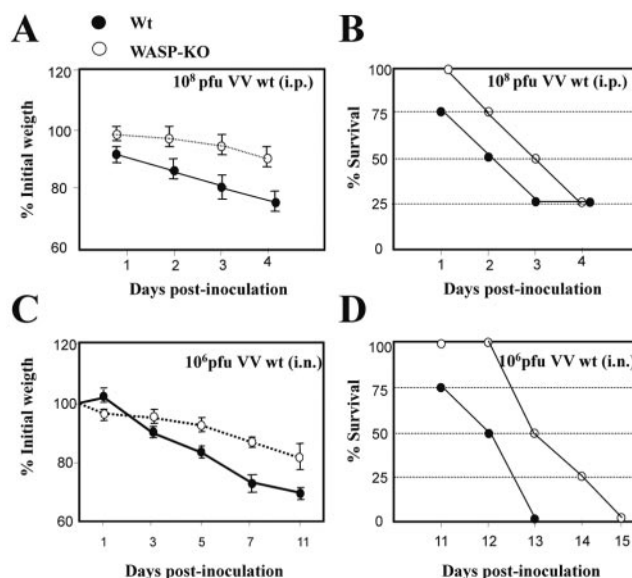 A
Wt
WASP-KO
B
120
100
80
60
% Initial weigth
10⁸ pfu VV wt (i.p.)
1 2 3 4
Days post-inoculation
100
75
50
25
0
% Survival
10⁸ pfu VV wt (i.p.)
1 2 3 4
Days post-inoculation
C
120
100
80
60
% Initial weigth
10⁶pfu VV wt (i.n.)
1 3 5 7 11
Days post-inoculation
D
100
75
50
25
0
% Survival
10⁶pfu VV wt (i.n.)
11 12 13 14 15
Days post-inoculation